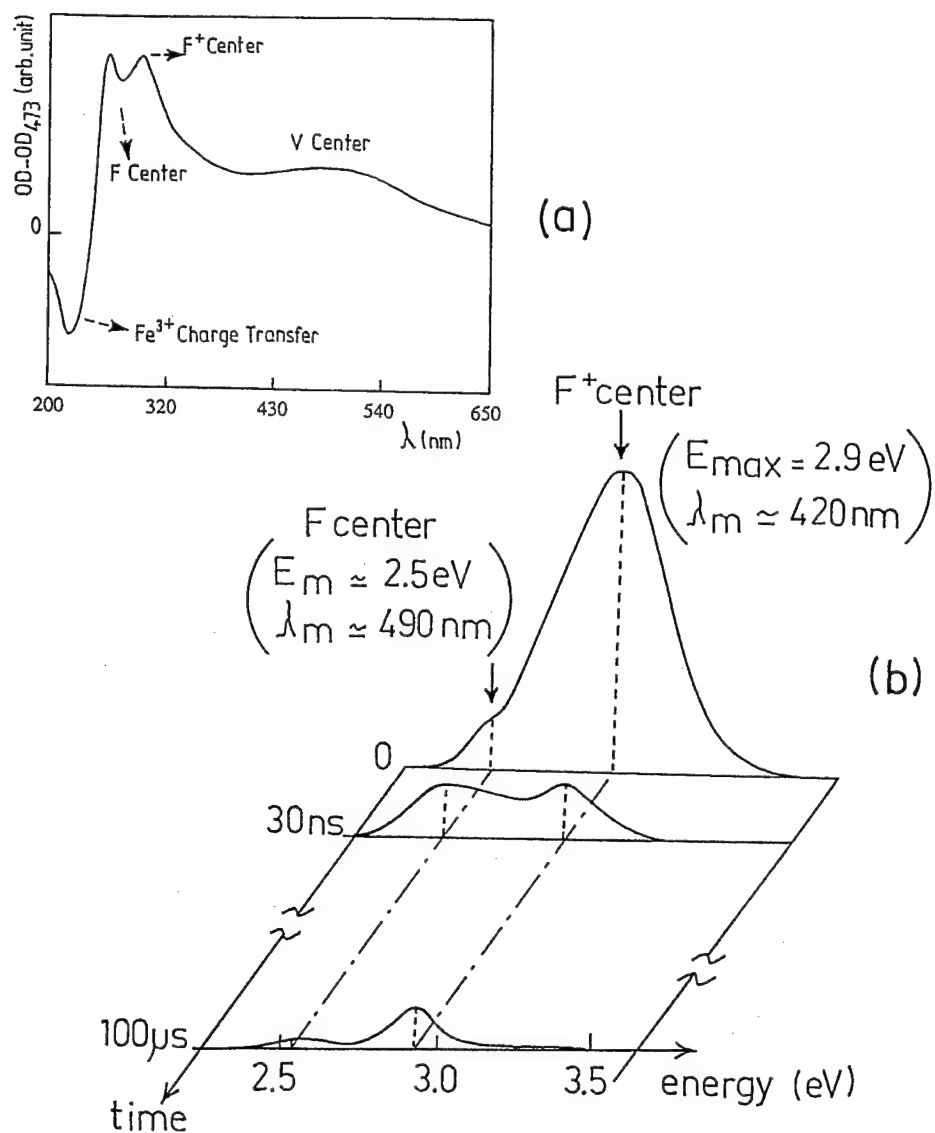 OD-OD473 (arb.unit)
F+ Center
F Center
V Center
0
Fe3+ Charge Transfer
200 320 430 540 650
λ (nm)
(a)
F+center
(Emax = 2.9 eV
λm ≃ 420nm)
F center
(Em ≃ 2.5eV
λm ≃ 490nm)
(b)
0
30ns
100μs
2.5 3.0 3.5 energy (eV)
time